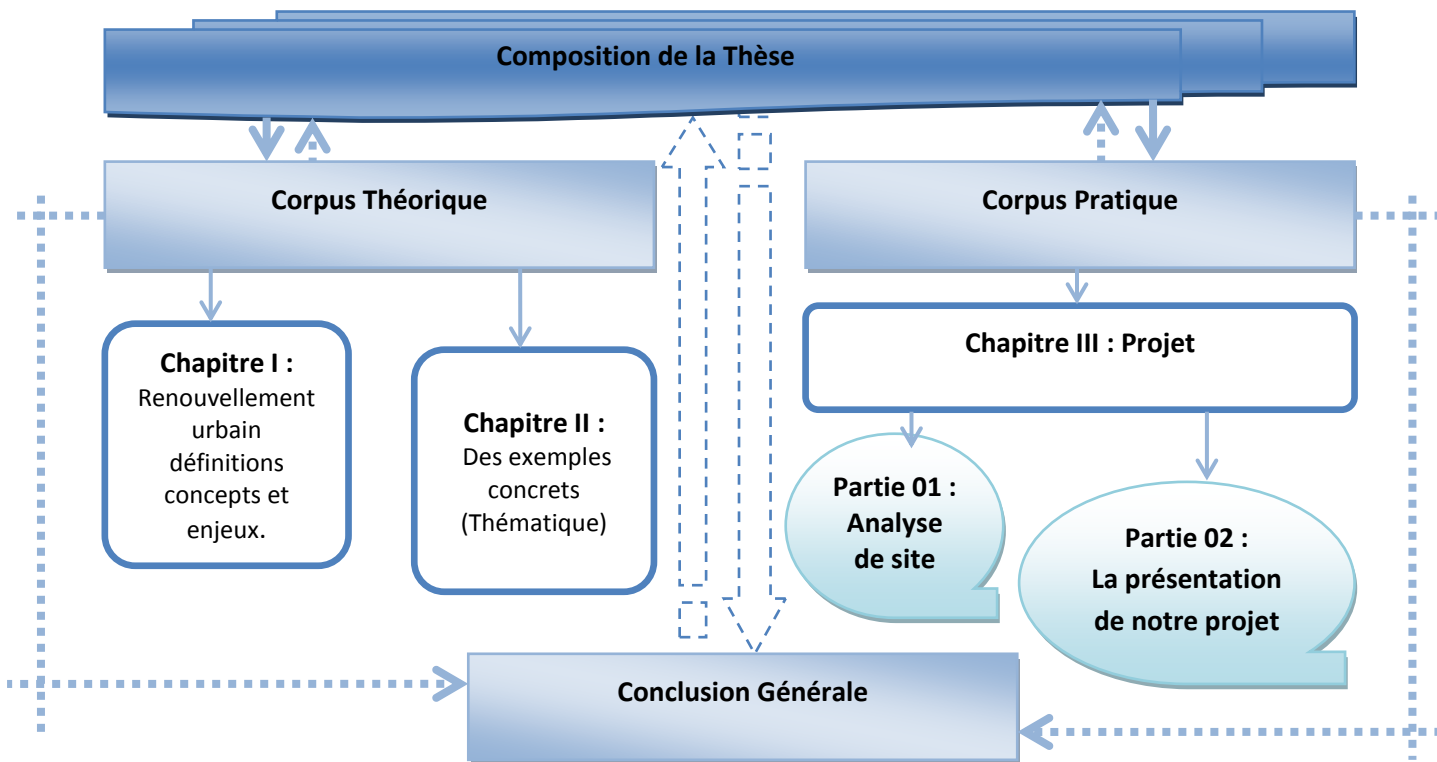 Composition de la Thèse
Corpus Théorique
Corpus Pratique
Chapitre I :
Renouvellement
urbain
définitions
concepts et
enjeux.
Chapitre II :
Des exemples
concrets
(Thématique)
Chapitre III : Projet
Partie 01 :
Analyse
de site
Partie 02 :
La présentation
de notre projet
Conclusion Générale